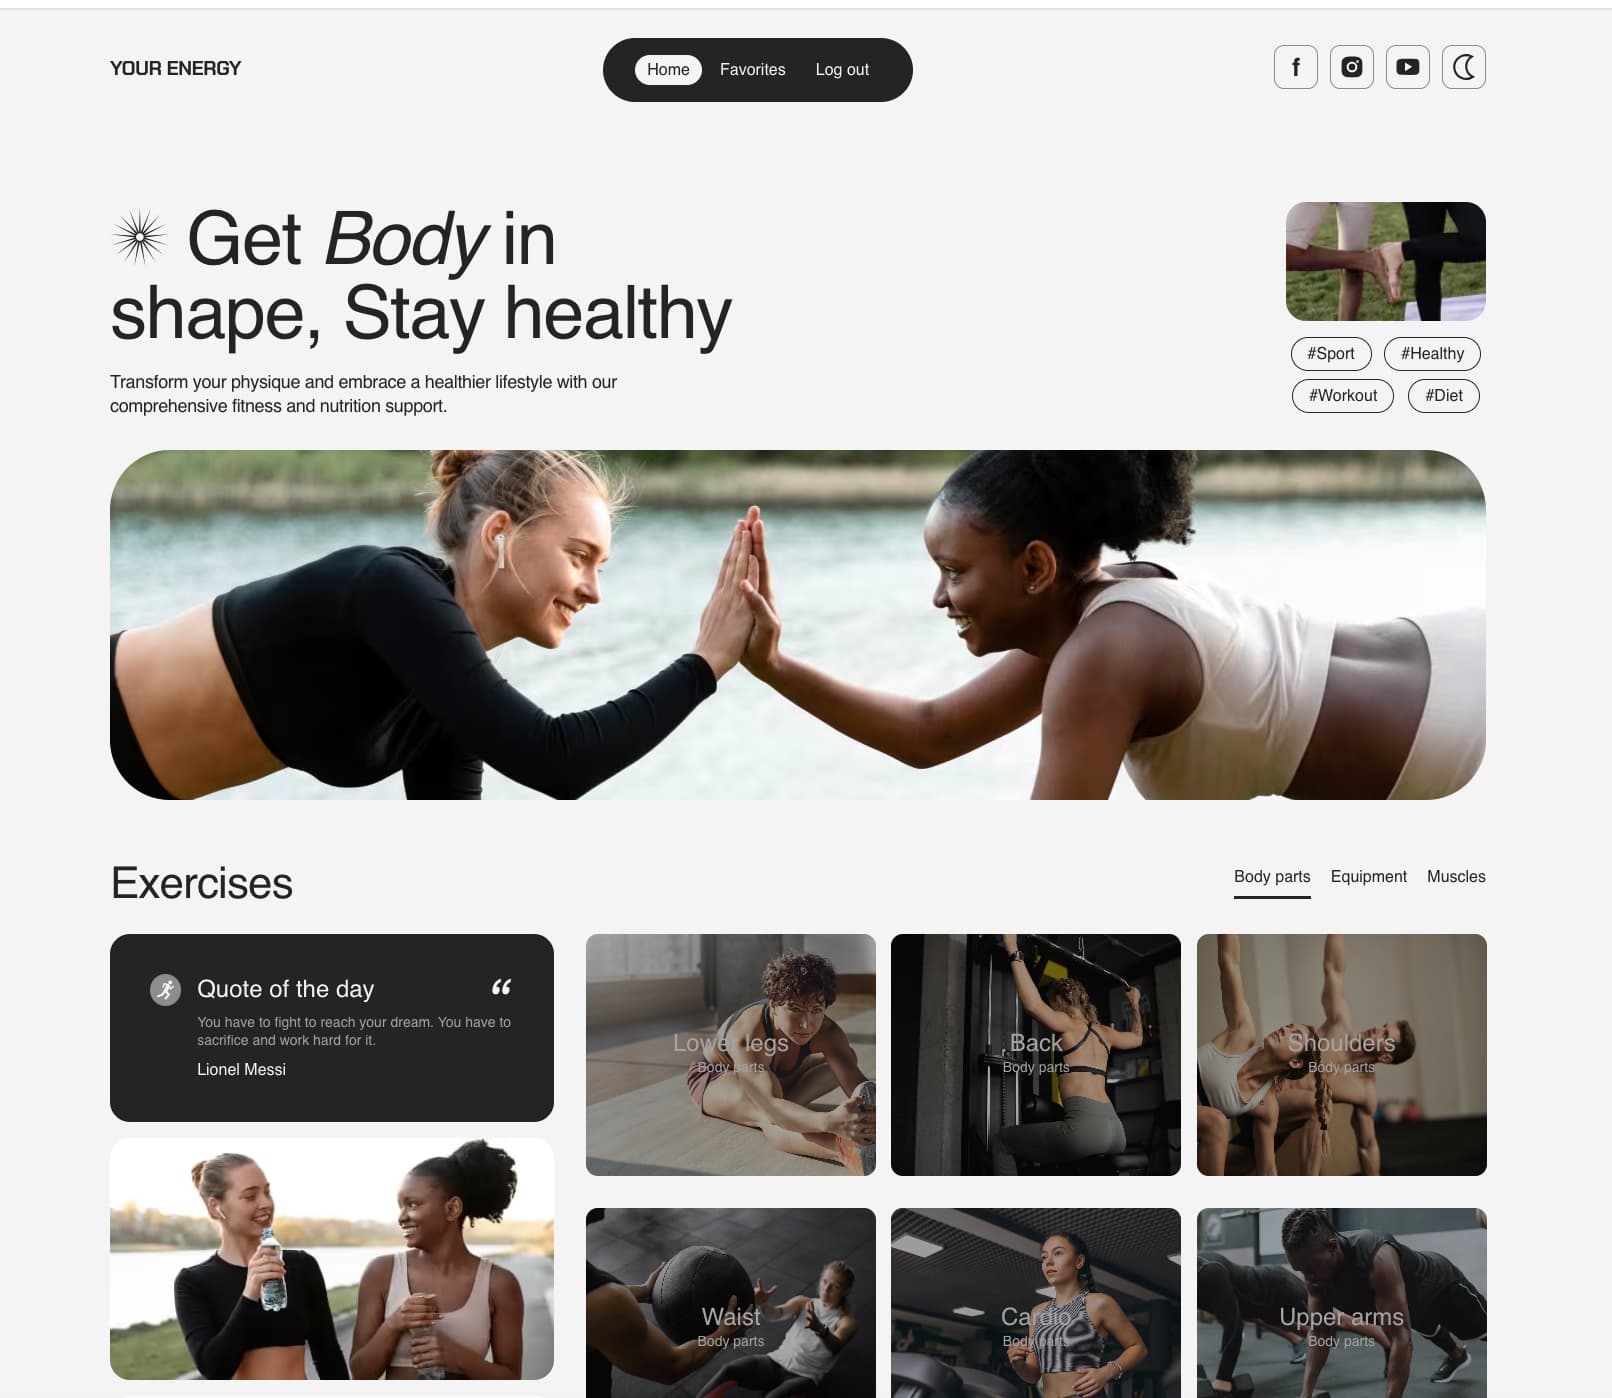 YOUR ENERGY
Home Favorites Log out
Get Body in
shape, Stay healthy
Transform your physique and embrace a healthier lifestyle with our
comprehensive fitness and nutrition support.
#Sport #Healthy
#Workout #Diet
Exercises
Body parts Equipment Muscles
Quote of the day
“
You have to fight to reach your dream. You have to
sacrifice and work hard for it.
Lionel Messi
Lower legs
Body parts
Back
Body parts
Shoulders
Body parts
Waist
Body parts
Cardio
Body parts
Upper arms
Body parts